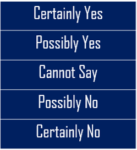 Certainly Yes
Possibly Yes
Cannot Say
Possibly No
Certainly No